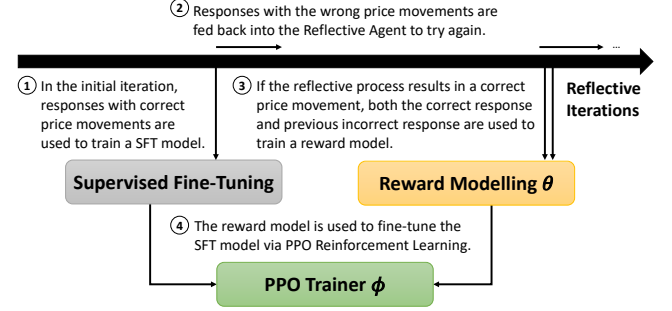 ② Responses with the wrong price movements are
fed back into the Reflective Agent to try again.
...
① In the initial iteration,
responses with correct
price movements are
used to train a SFT model.
③ If the reflective process results in a correct
price movement, both the correct response
and previous incorrect response are used to
train a reward model.
Reflective
Iterations
Supervised Fine-Tuning
Reward Modelling θ
④ The reward model is used to fine-tune the
SFT model via PPO Reinforcement Learning.
PPO Trainer ϕ